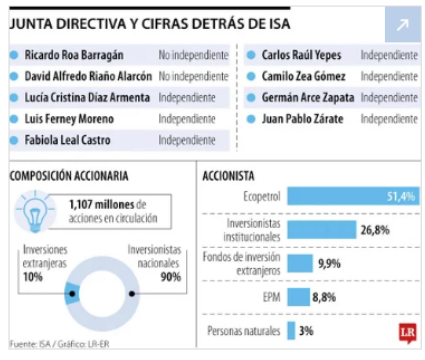 JUNTA DIRECTIVA Y CIFRAS DETRÁS DE ISA
Ricardo Roa Barragán No independiente
David Alfredo Riaño Alarcón No independiente
Lucía Cristina Díaz Armenta Independiente
Luis Ferney Moreno Independiente
Fabiola Leal Castro Independiente
Carlos Raúl Yepes Independiente
Camilo Zea Gómez Independiente
Germán Arce Zapata Independiente
Juan Pablo Zárate Independiente
COMPOSICIÓN ACCIONARIA
1,107 millones de
acciones en circulación
Inversiones
extranjeras
10%
Inversionistas
nacionales
90%
ACCIONISTA
Ecopetrol 51,4%
Inversionistas
institucionales 26,8%
Fondos de inversión
extranjeros 9,9%
EPM 8,8%
Personas naturales 3%
Fuente: ISA / Gráfico: LR-ER
LR